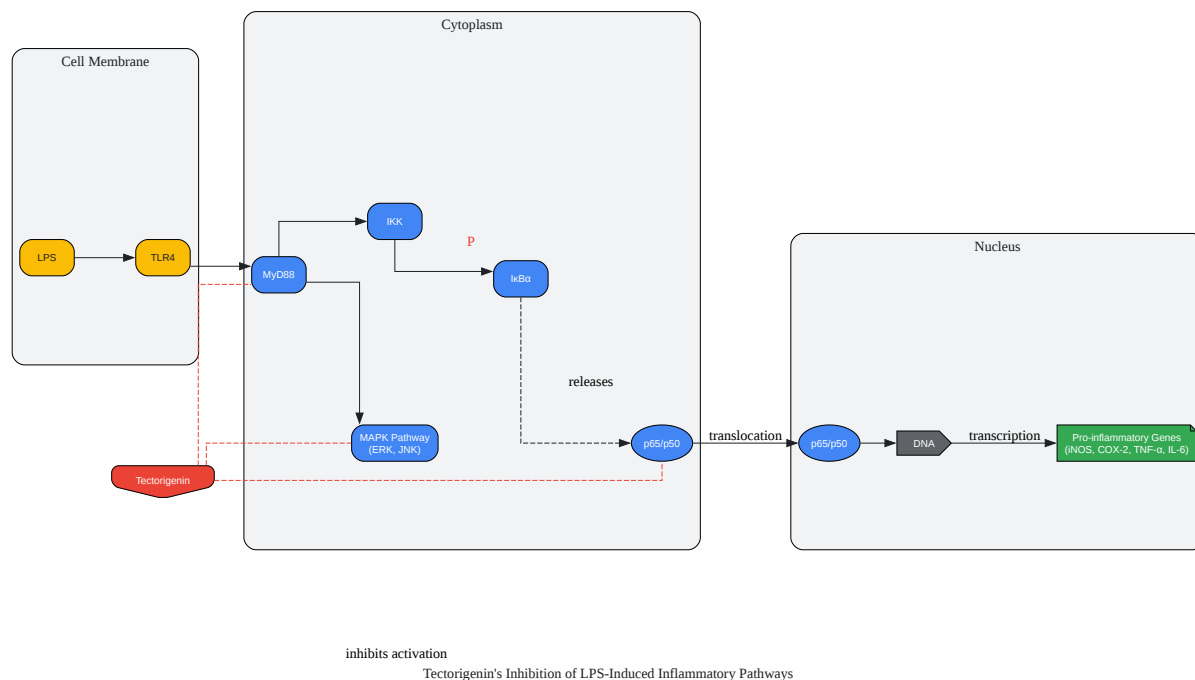 Cytoplasm
Cell Membrane
Nucleus
LPS
TLR4
MyD88
IKK
P
IκBα
releases
MAPK Pathway
(ERK, JNK)
p65/p50
translocation
p65/p50
DNA
transcription
Pro-inflammatory Genes
(iNOS, COX-2, TNF-α, IL-6)
Tectorigenin
inhibits activation
Tectorigenin's Inhibition of LPS-Induced Inflammatory Pathways